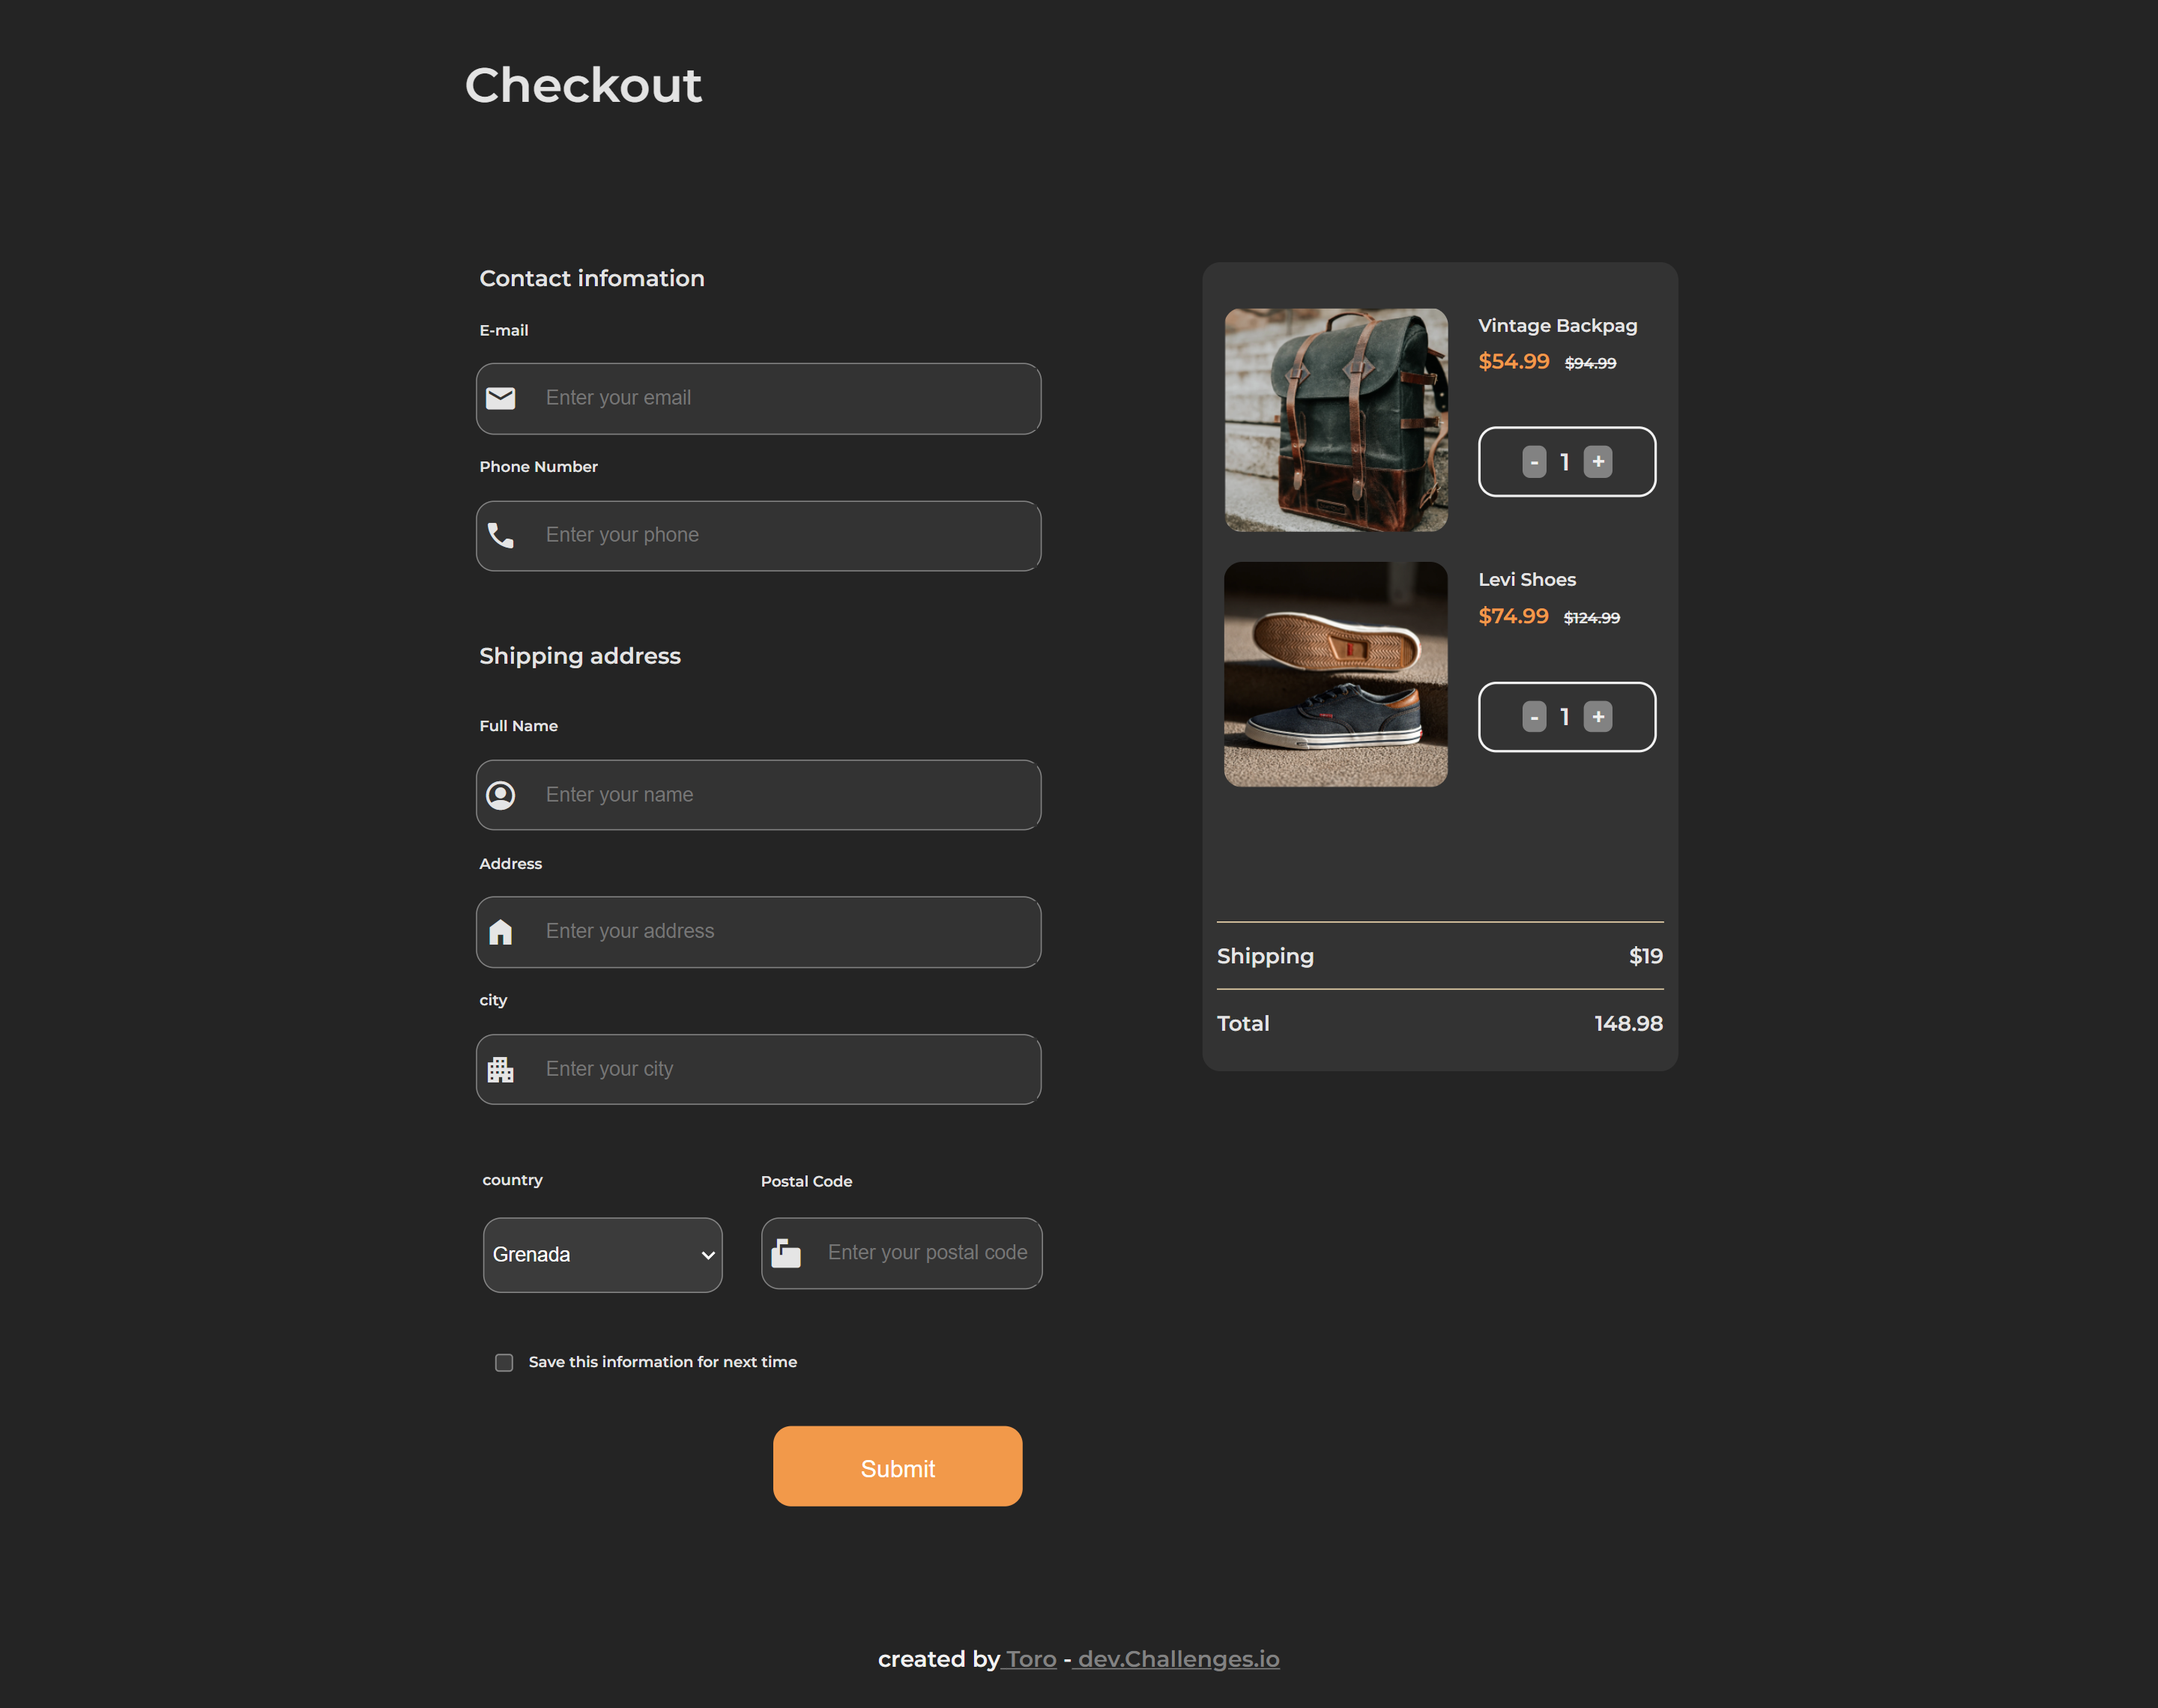 Checkout
Contact infomation
E-mail
Enter your email
Phone Number
Enter your phone
Shipping address
Full Name
Enter your name
Address
Enter your address
city
Enter your city
country
Grenada
Postal Code
Enter your postal code
Save this information for next time
Submit
Vintage Backpag
$54.99 $94.99
- 1 +
Levi Shoes
$74.99 $124.99
- 1 +
Shipping $19
Total 148.98
created by Toro - dev.Challenges.io